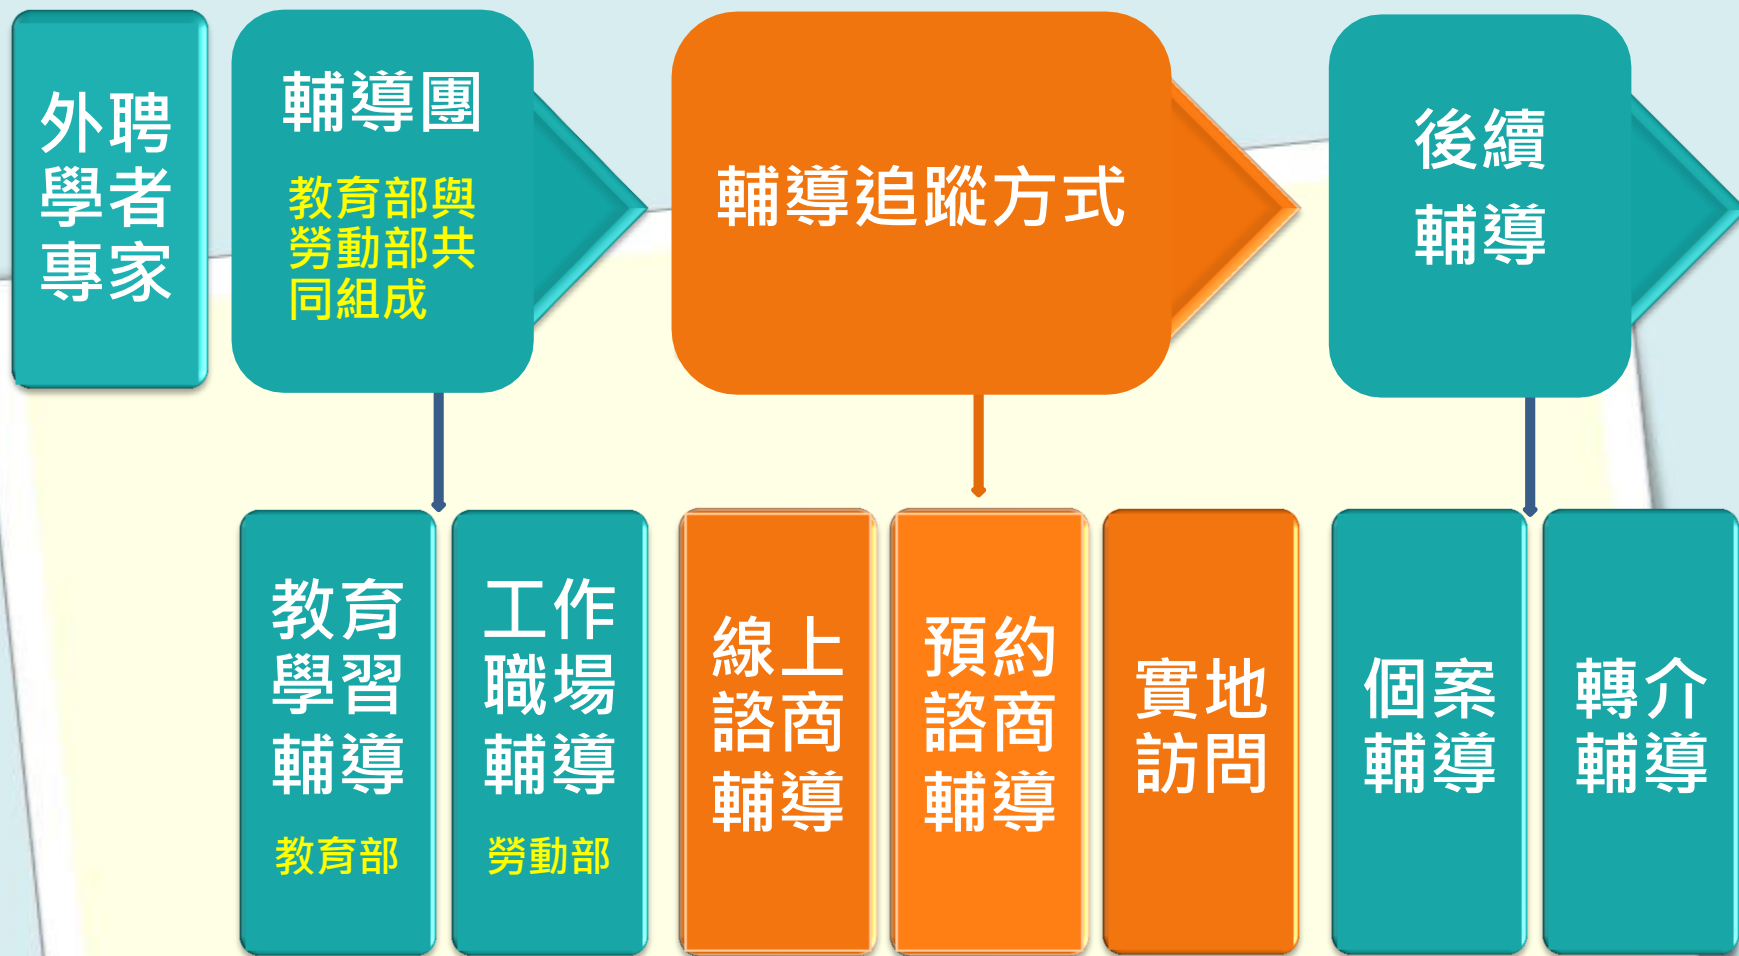 外聘
學者
專家
輔導團
教育部與
勞動部共
同組成
輔導追蹤方式
後續
輔導
教育
學習
輔導
教育部
工作
職場
輔導
勞動部
線上
諮商
輔導
預約
諮商
輔導
實地
訪問
個案
輔導
轉介
輔導